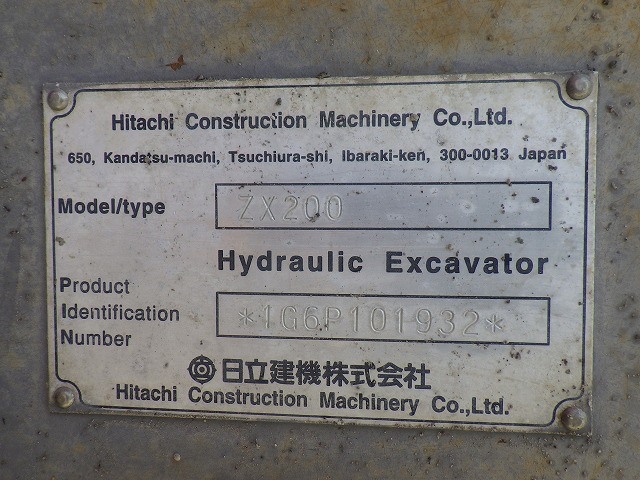 Hitachi Construction Machinery Co.,Ltd.
650, Kandatsu-machi, Tsuchiura-shi, Ibaraki-ken, 300-0013 Japan
Model/type ZX200
Hydraulic Excavator
Product
Identification
Number
*1G6P101932*
日立建機株式会社
Hitachi Construction Machinery Co.,Ltd.